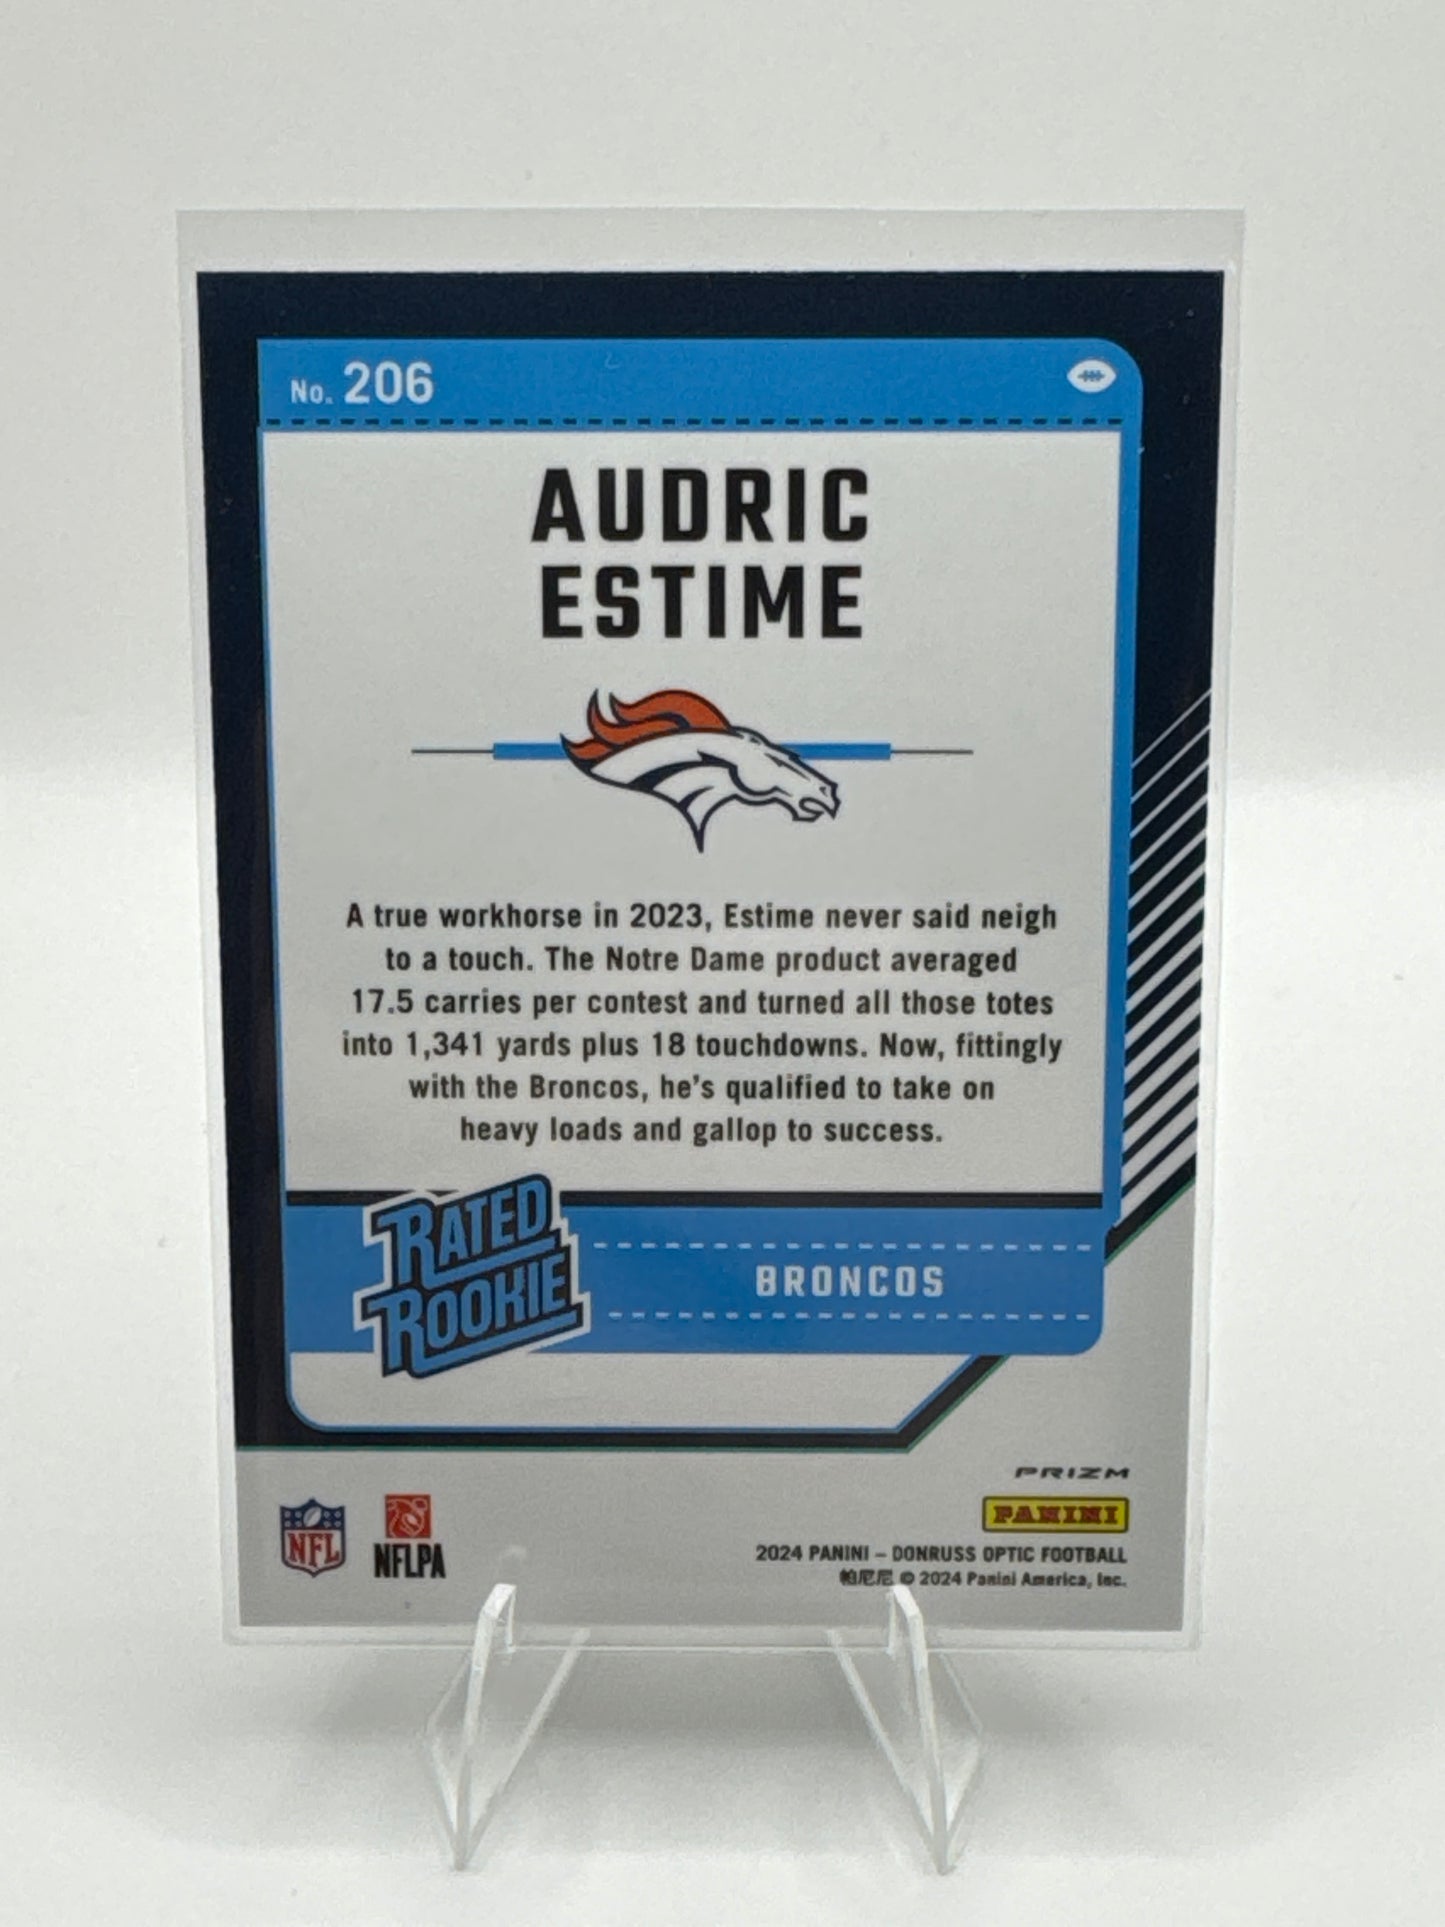 No. 206
AUDRIC
ESTIME
A true workhorse in 2023, Estime never said neigh
to a touch. The Notre Dame product averaged
17.5 carries per contest and turned all those totes
into 1,341 yards plus 18 touchdowns. Now, fittingly
with the Broncos, he's qualified to take on
heavy loads and gallop to success.
RATED
ROOKIE
BRONCOS
PRIZM
PANINI
NFL
NFLPA
2024 PANINI – DONRUSS OPTIC FOOTBALL
帕尼尼 © 2024 Panini America, Inc.